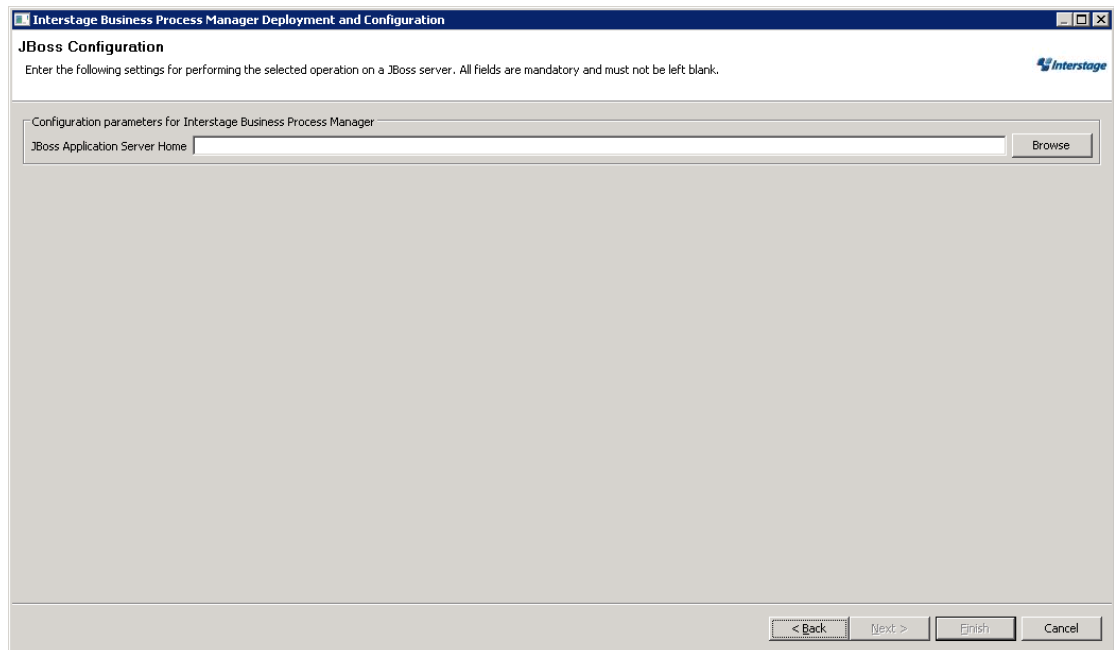 Interstage Business Process Manager Deployment and Configuration
JBoss Configuration
Enter the following settings for performing the selected operation on a JBoss server. All fields are mandatory and must not be left blank.
Interstage
Configuration parameters for Interstage Business Process Manager
JBoss Application Server Home
Browse
< Back
Next >
Finish
Cancel